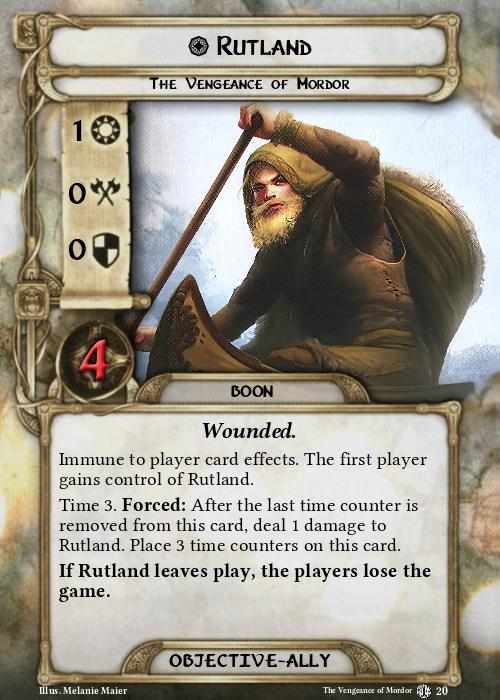 Rutland
The Vengeance of Mordor
1
0
0
4
BOON
Wounded.
Immune to player card effects. The first player
gains control of Rutland.
Time 3. Forced: After the last time counter is
removed from this card, deal 1 damage to
Rutland. Place 3 time counters on this card.
If Rutland leaves play, the players lose the
game.
OBJECTIVE-ALLY
Illus. Melanie Maier
The Vengeance of Mordor 20